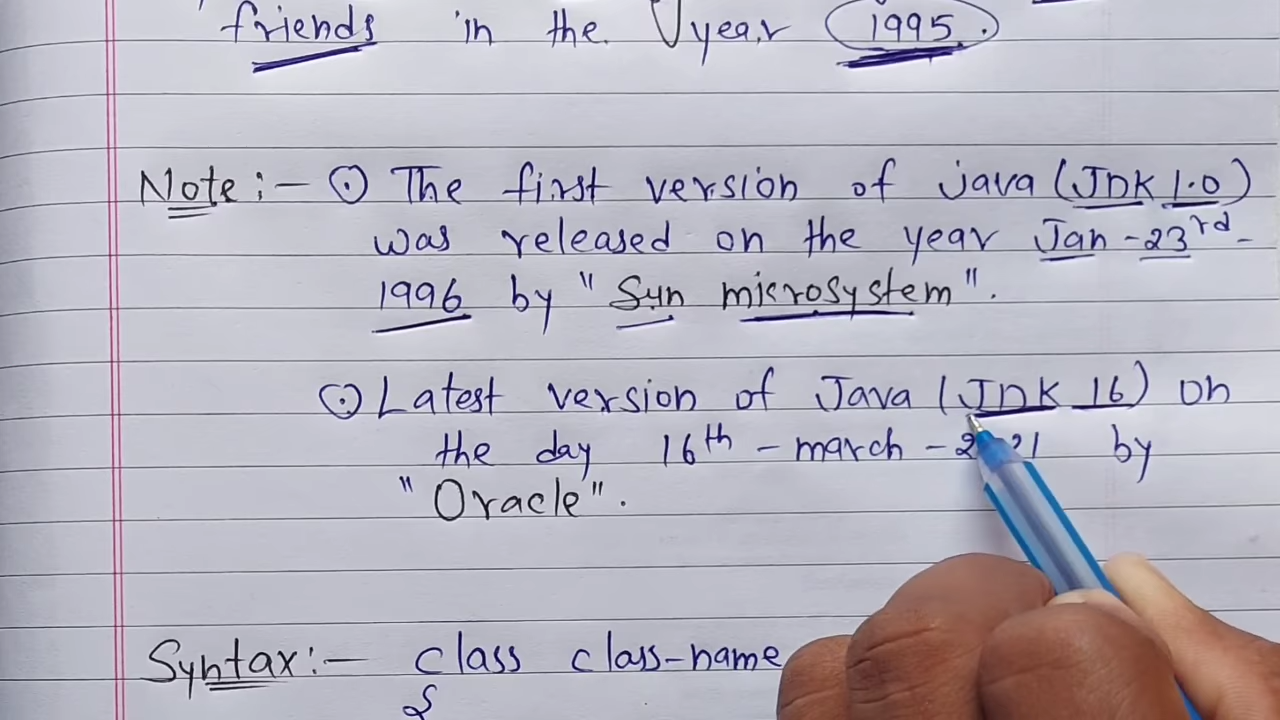 friends in the year 1995.
Note:- ⊙ The first version of java (JDK 1.0)
was released on the year Jan-23rd-
1996 by "Sun microsystem".
⊙ Latest version of Java (JDK 16) on
the day 16th-march-2021 by
"Oracle".
Syntax:- class class-name
{